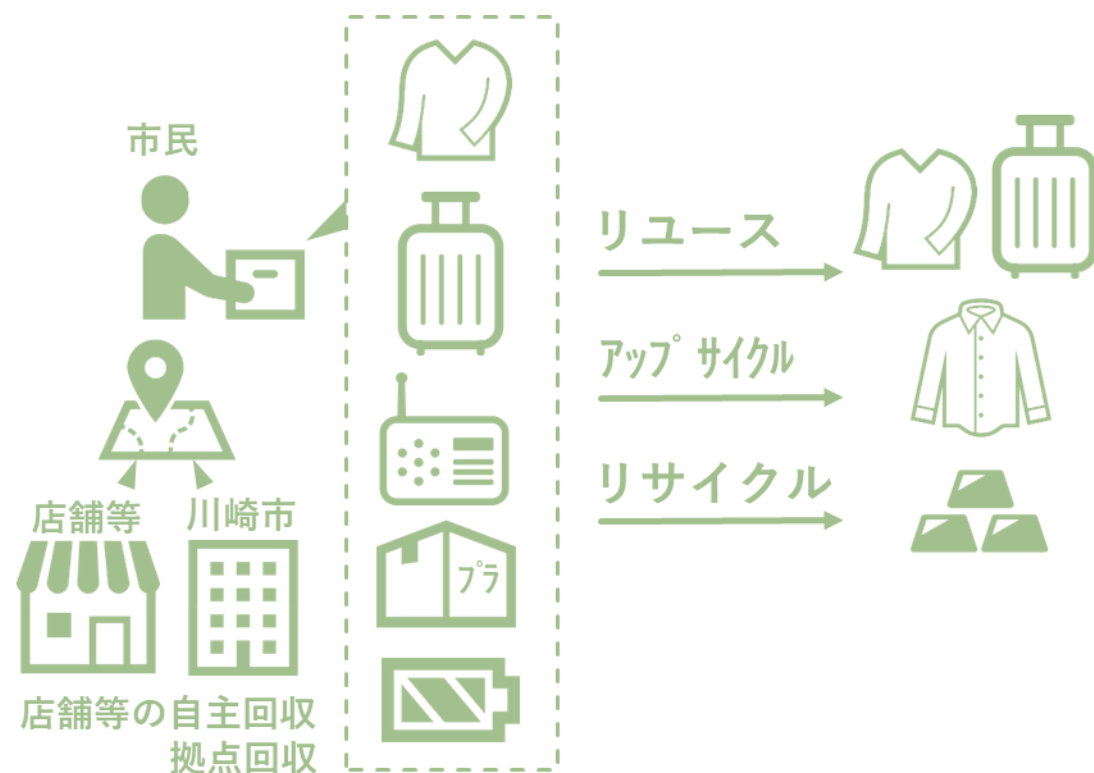 市民
店舗等
川崎市
店舗等の自主回収
拠点回収
プラ
リユース
アップサイクル
リサイクル